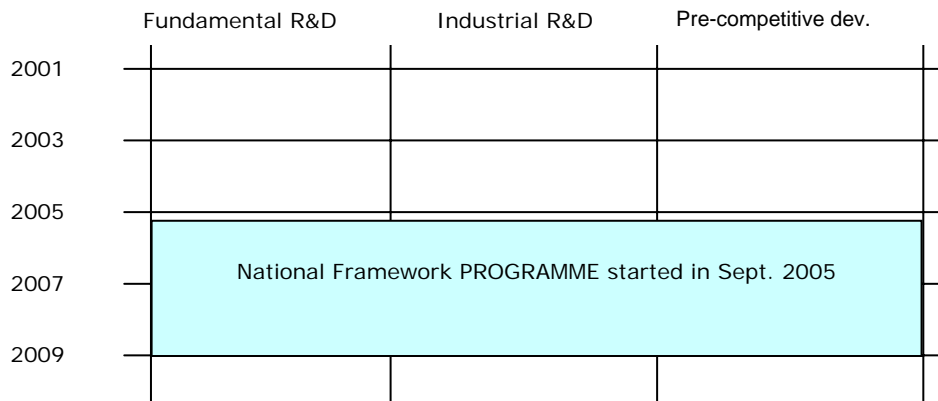 Fundamental R&D Industrial R&D Pre-competitive dev.
2001
2003
2005
National Framework PROGRAMME started in Sept. 2005
2007
2009